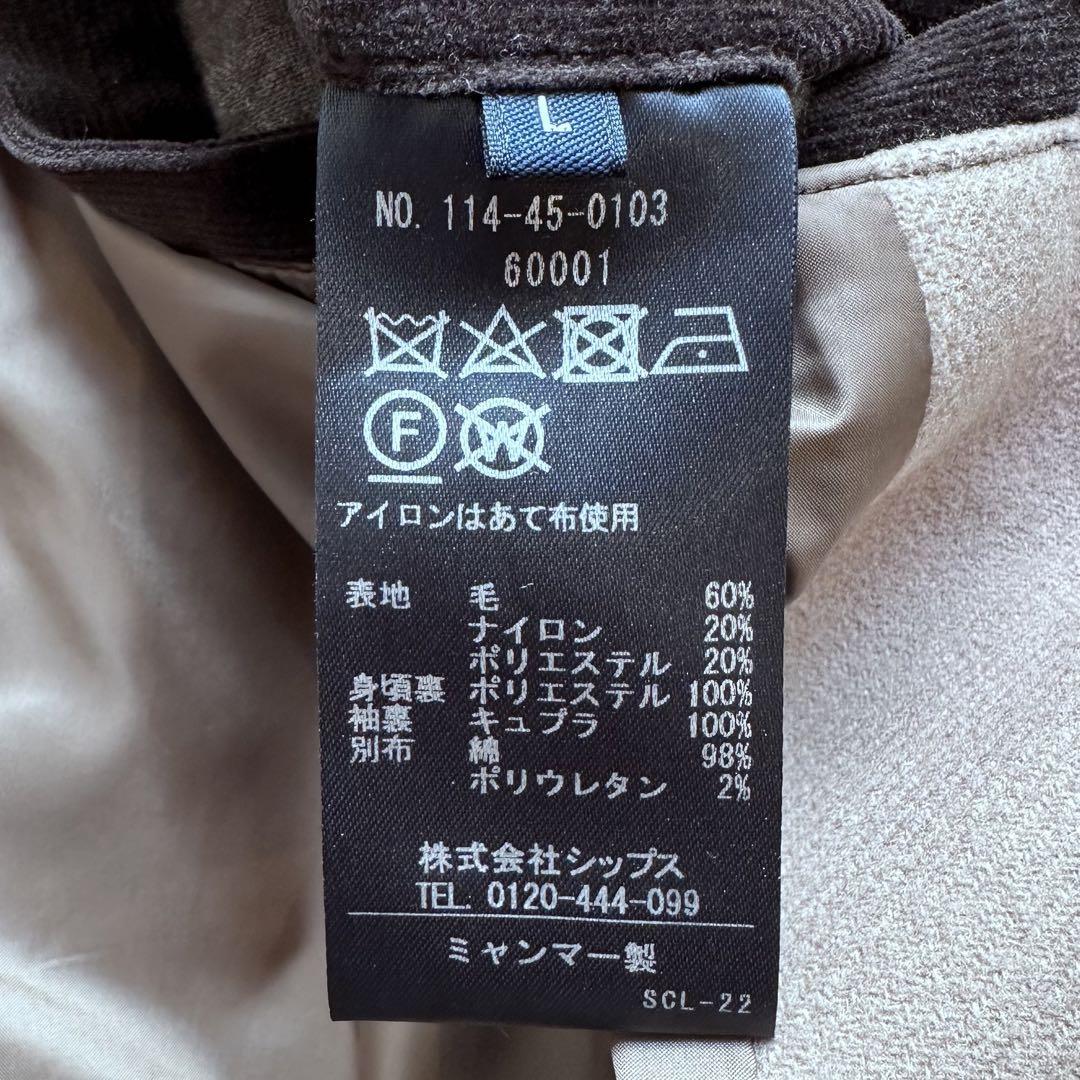 L
NO. 114-45-0103
60001
F W
アイロンはあて布使用
表地 毛 60%
ナイロン 20%
ポリエステル 20%
身頃裏 ポリエステル 100%
袖裏 キュプラ 100%
別布 綿 98%
ポリウレタン 2%
株式会社シップス
TEL. 0120-444-099
ミャンマー製
SCL-22